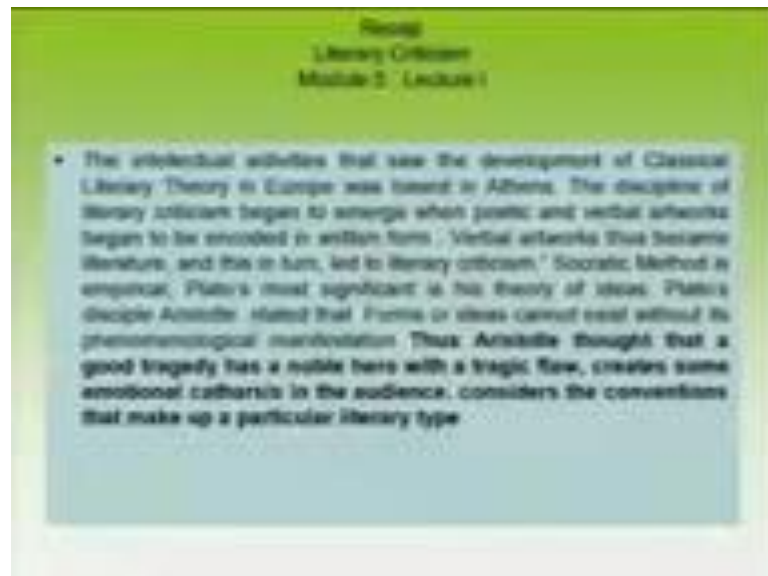 Recap
Literary Criticism
Module 5 Lecture I
• The intellectual activities that saw the development of Classical
Literary Theory in Europe was based in Athens. The discipline of
literary criticism began to emerge when poetic and verbal artworks
began to be encoded in written form . Verbal artworks thus became
literature, and this in turn, led to literary criticism." Socratic Method is
empirical, Plato's most significant is his theory of ideas. Plato's
disciple Aristotle stated that Forms or ideas cannot exist without its
phenomenological manifestation Thus Aristotle thought that a
good tragedy has a noble hero with a tragic flaw, creates some
emotional catharsis in the audience, considers the conventions
that make up a particular literary type